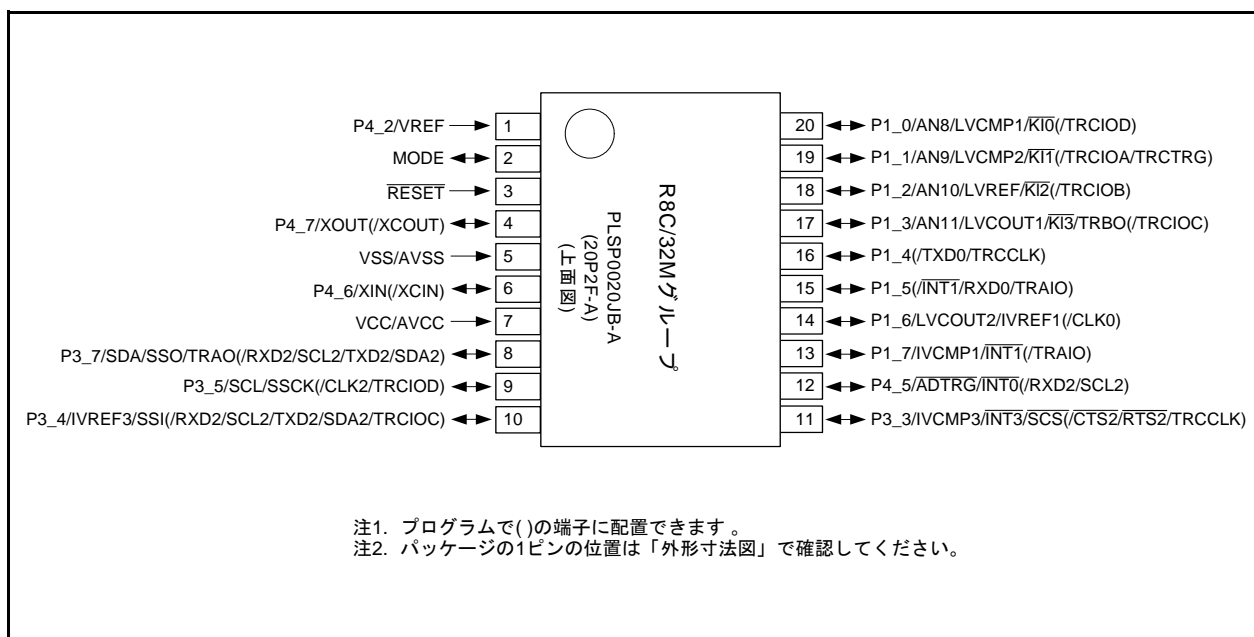 P4_2/VREF
MODE
RESET
P4_7/XOUT(/XCOUT)
VSS/AVSS
P4_6/XIN(/XCIN)
VCC/AVCC
P3_7/SDA/SSO/TRAO(/RXD2/SCL2/TXD2/SDA2)
P3_5/SCL/SSCK(/CLK2/TRCIOD)
P3_4/IVREF3/SSI(/RXD2/SCL2/TXD2/SDA2/TRCIOC)
1
2
3
4
5
6
7
8
9
10
R8C/32Mグループ
PLSP0020JB-A
(20P2F-A)
(上面図)
20
19
18
17
16
15
14
13
12
11
P1_0/AN8/LVCMP1/KI0(/TRCIOD)
P1_1/AN9/LVCMP2/KI1(/TRCIOA/TRCTRG)
P1_2/AN10/LVREF/KI2(/TRCIOB)
P1_3/AN11/LVCOUT1/KI3/TRBO(/TRCIOC)
P1_4(/TXD0/TRCCLK)
P1_5(/INT1/RXD0/TRAIO)
P1_6/LVCOUT2/IVREF1(/CLK0)
P1_7/IVCMP1/INT1(/TRAIO)
P4_5/ADTRG/INT0(/RXD2/SCL2)
P3_3/IVCMP3/INT3/SCS(/CTS2/RTS2/TRCCLK)
注1. プログラムで( )の端子に配置できます。
注2. パッケージの1ピンの位置は「外形寸法図」で確認してください。